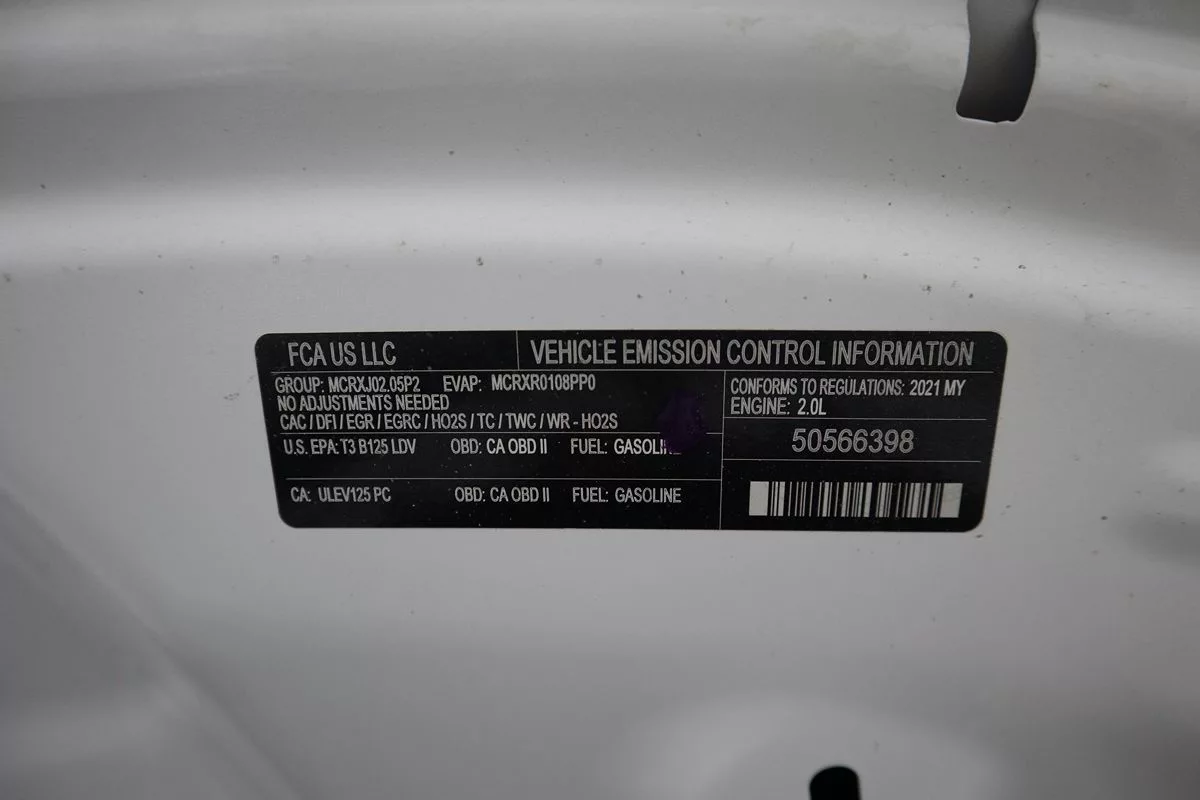 FCA US LLC
VEHICLE EMISSION CONTROL INFORMATION
GROUP: MCRXJ02.05P2 EVAP: MCRXR0108PP0
NO ADJUSTMENTS NEEDED
CAC / DFI / EGR / EGRC / HO2S / TC / TWC / WR - HO2S
U.S. EPA: T3 B125 LDV OBD: CA OBD II FUEL: GASOLINE
CA: ULEV125 PC OBD: CA OBD II FUEL: GASOLINE
CONFORMS TO REGULATIONS: 2021 MY
ENGINE: 2.0L
50566398